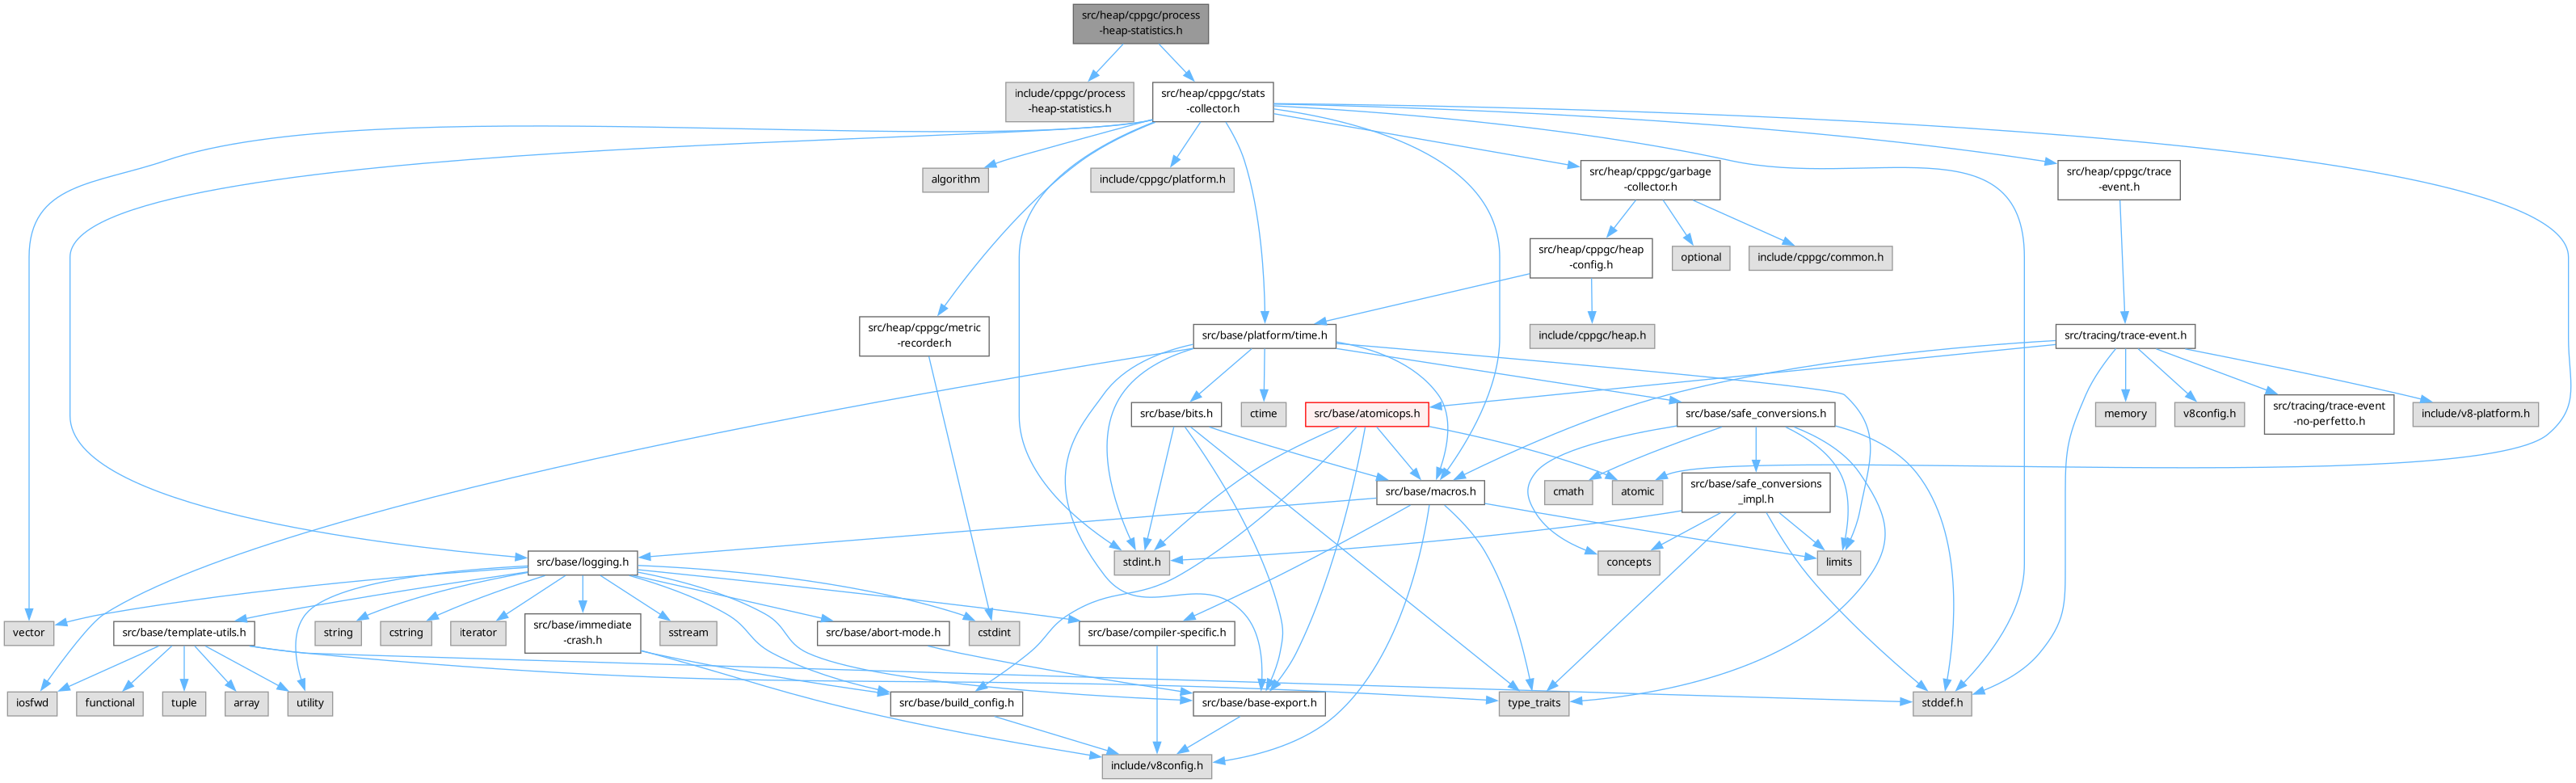 src/heap/cppgc/process
-heap-statistics.h
include/cppgc/process
-heap-statistics.h
src/heap/cppgc/stats
-collector.h
algorithm
include/cppgc/platform.h
src/heap/cppgc/garbage
-collector.h
src/heap/cppgc/trace
-event.h
src/heap/cppgc/heap
-config.h
optional
include/cppgc/common.h
src/heap/cppgc/metric
-recorder.h
src/base/platform/time.h
include/cppgc/heap.h
src/tracing/trace-event.h
src/base/bits.h
ctime
src/base/atomicops.h
src/base/safe_conversions.h
memory
v8config.h
src/tracing/trace-event
-no-perfetto.h
include/v8-platform.h
src/base/macros.h
cmath
atomic
src/base/safe_conversions
_impl.h
src/base/logging.h
stdint.h
concepts
limits
vector
src/base/template-utils.h
string
cstring
iterator
src/base/immediate
-crash.h
sstream
src/base/abort-mode.h
cstdint
src/base/compiler-specific.h
iosfwd
functional
tuple
array
utility
src/base/build_config.h
src/base/base-export.h
type_traits
stddef.h
include/v8config.h